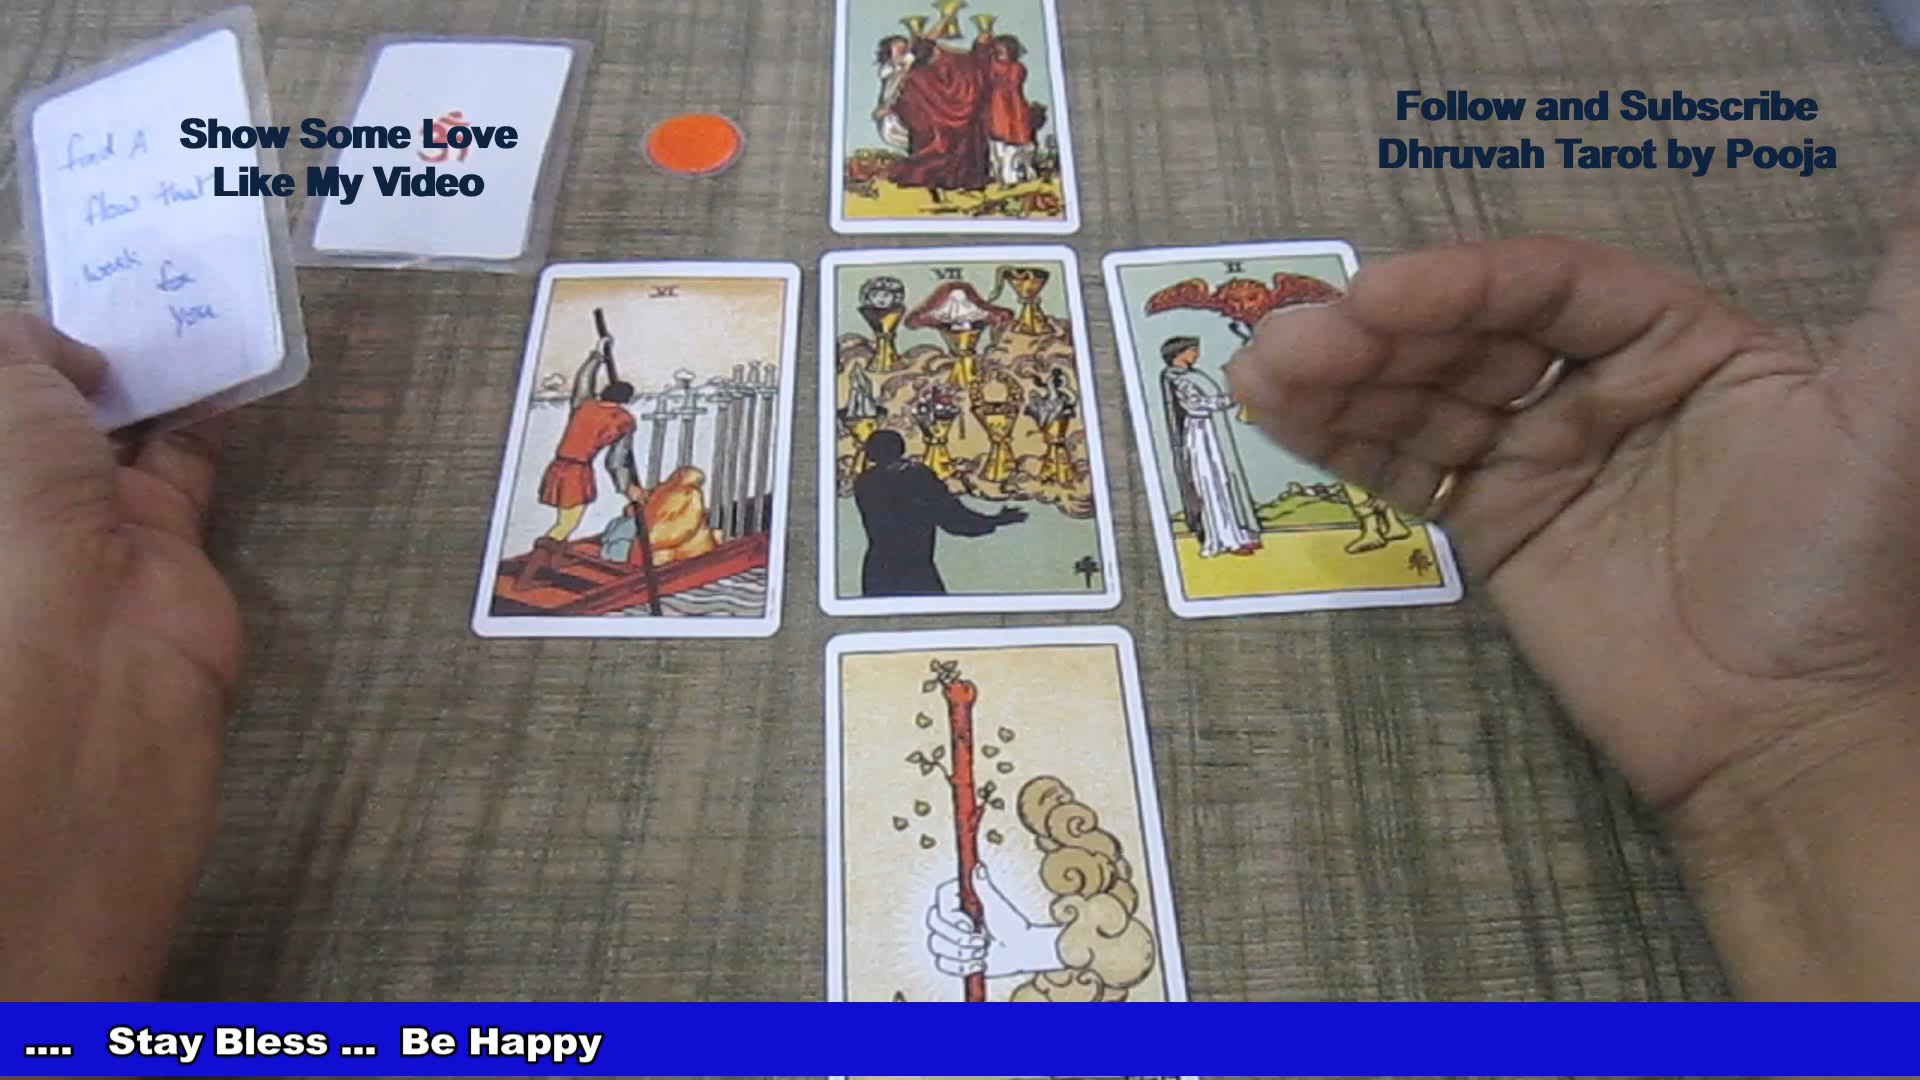 find A
flow that
work
for
you
ॐ
Show Some Love
Like My Video
Follow and Subscribe
Dhruvah Tarot by Pooja
VI
VII
II
.... Stay Bless ... Be Happy